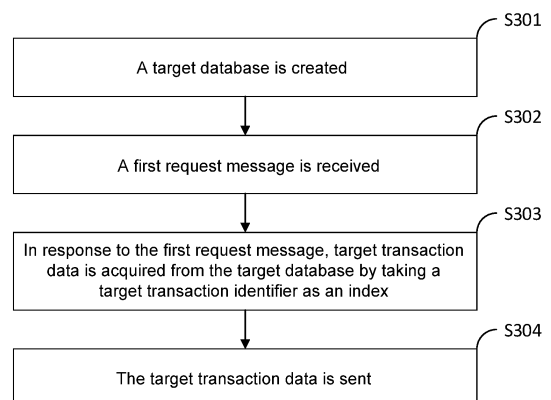 S301
A target database is created
S302
A first request message is received
S303
In response to the first request message, target transaction
data is acquired from the target database by taking a
target transaction identifier as an index
S304
The target transaction data is sent